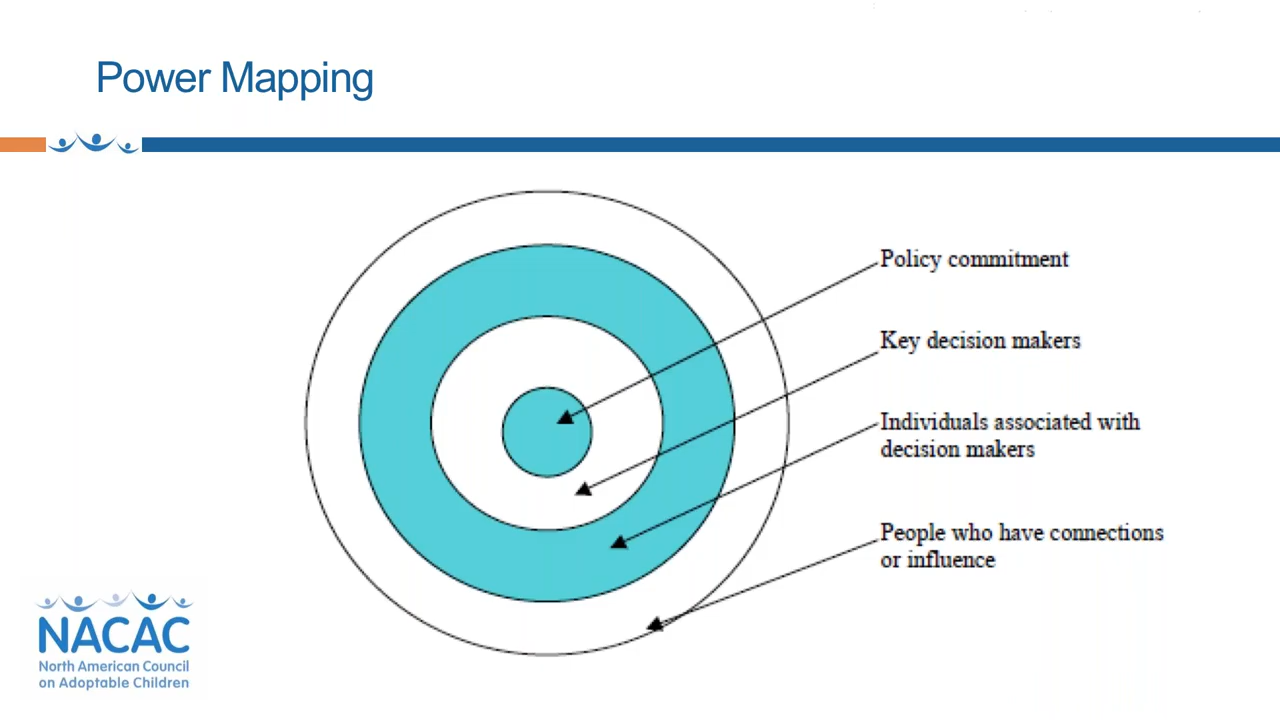 Power Mapping
Policy commitment
Key decision makers
Individuals associated with
decision makers
People who have connections
or influence
NACAC
North American Council
on Adoptable Children